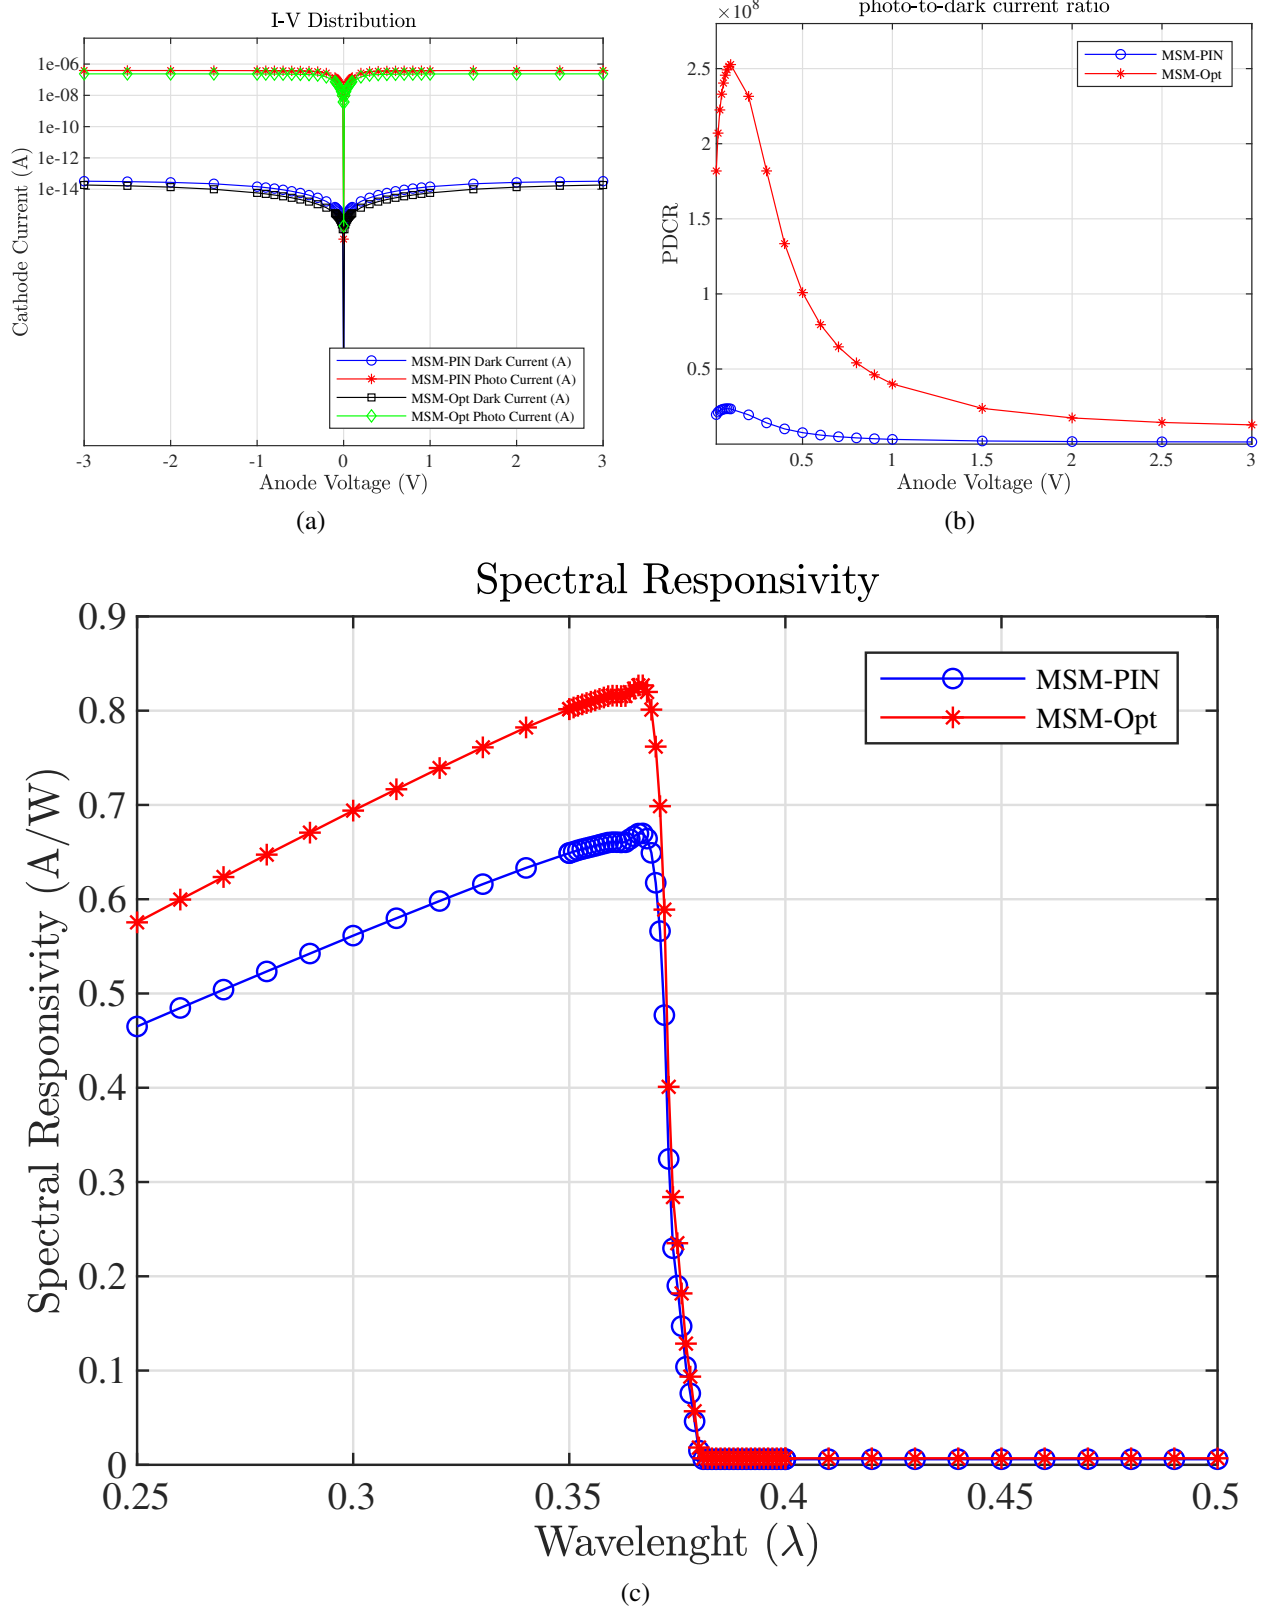 I-V Distribution
1e-06
1e-08
1e-10
1e-12
1e-14
Cathode Current (A)
MSM-PIN Dark Current (A)
MSM-PIN Photo Current (A)
MSM-Opt Dark Current (A)
MSM-Opt Photo Current (A)
-3 -2 -1 0 1 2 3
Anode Voltage (V)
(a)
photo-to-dark current ratio
×10⁸
MSM-PIN
MSM-Opt
2.5
2
1.5
1
0.5
PDCR
0.5 1 1.5 2 2.5 3
Anode Voltage (V)
(b)
Spectral Responsivity
MSM-PIN
MSM-Opt
0.9
0.8
0.7
0.6
0.5
0.4
0.3
0.2
0.1
0
Spectral Responsivity (A/W)
0.25 0.3 0.35 0.4 0.45 0.5
Wavelenght (λ)
(c)